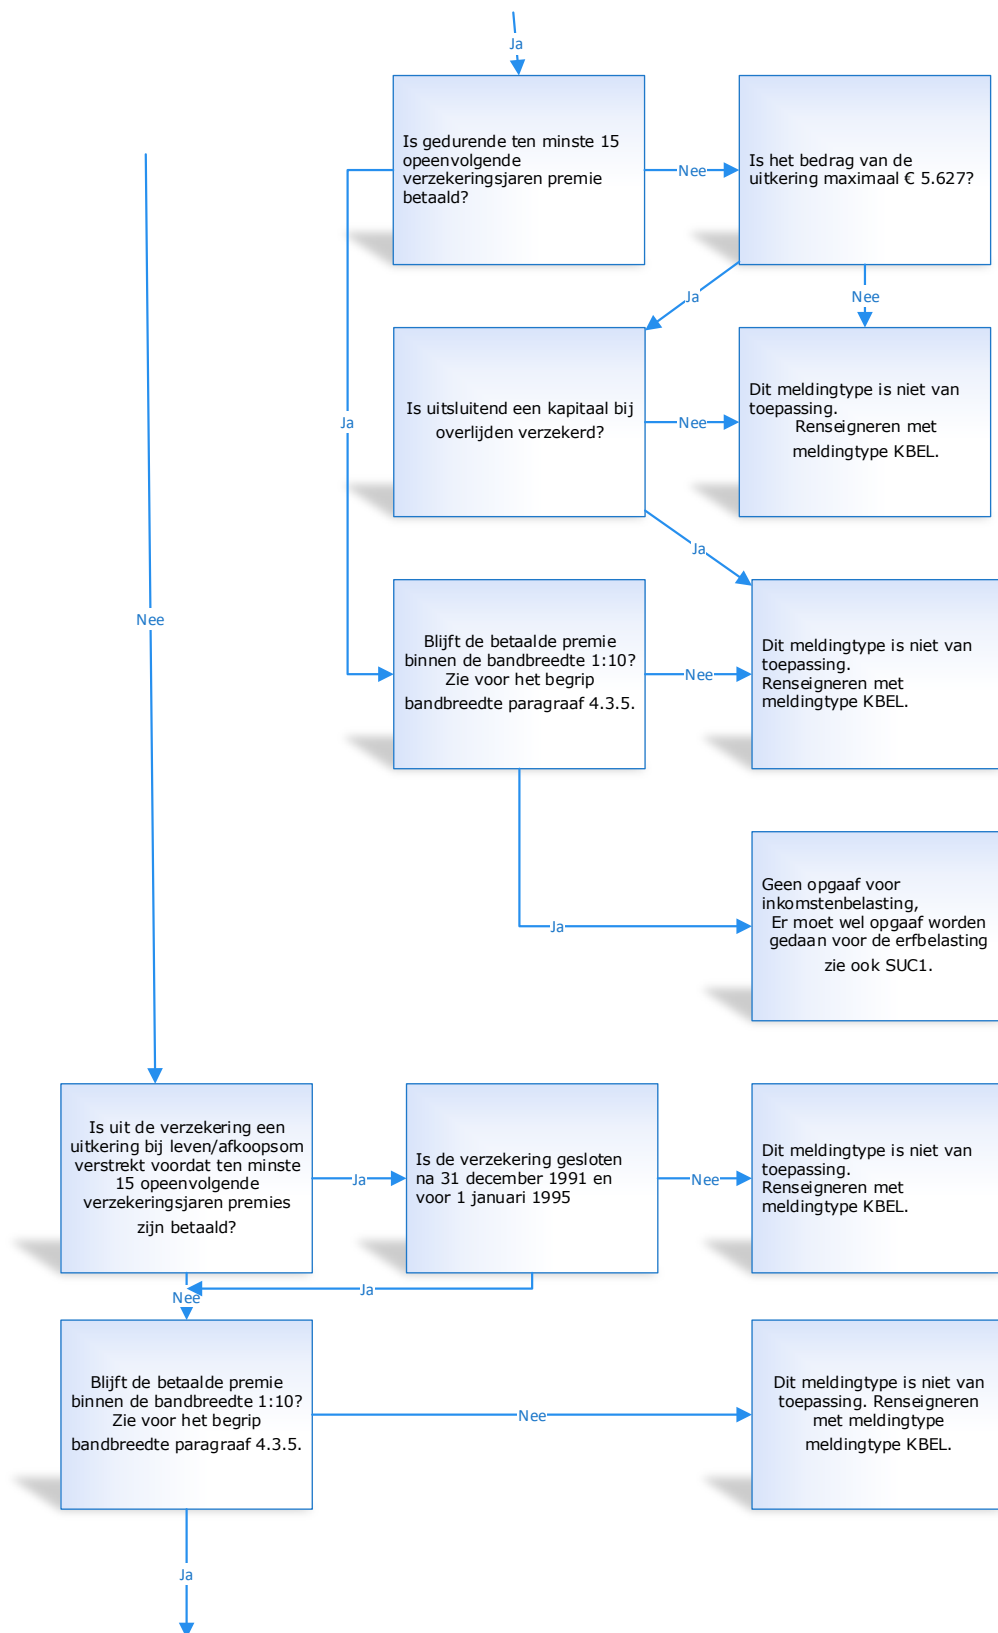 Ja
Is gedurende ten minste 15
opeenvolgende
verzekeringsjaren premie
betaald?
Nee
Is het bedrag van de
uitkering maximaal € 5.627?
Ja
Nee
Ja
Is uitsluitend een kapitaal bij
overlijden verzekerd?
Nee
Dit meldingtype is niet van
toepassing.
Renseigneren met
meldingtype KBEL.
Ja
Nee
Blijft de betaalde premie
binnen de bandbreedte 1:10?
Zie voor het begrip
bandbreedte paragraaf 4.3.5.
Nee
Dit meldingtype is niet van
toepassing.
Renseigneren met
meldingtype KBEL.
Ja
Geen opgaaf voor
inkomstenbelasting,
Er moet wel opgaaf worden
gedaan voor de erfbelasting
zie ook SUC1.
Is uit de verzekering een
uitkering bij leven/afkoopsom
verstrekt voordat ten minste
15 opeenvolgende
verzekeringsjaren premies
zijn betaald?
Ja
Is de verzekering gesloten
na 31 december 1991 en
voor 1 januari 1995
Nee
Dit meldingtype is niet van
toepassing.
Renseigneren met
meldingtype KBEL.
Nee
Ja
Blijft de betaalde premie
binnen de bandbreedte 1:10?
Zie voor het begrip
bandbreedte paragraaf 4.3.5.
Nee
Dit meldingtype is niet van
toepassing. Renseigneren
met meldingtype
meldingtype KBEL.
Ja